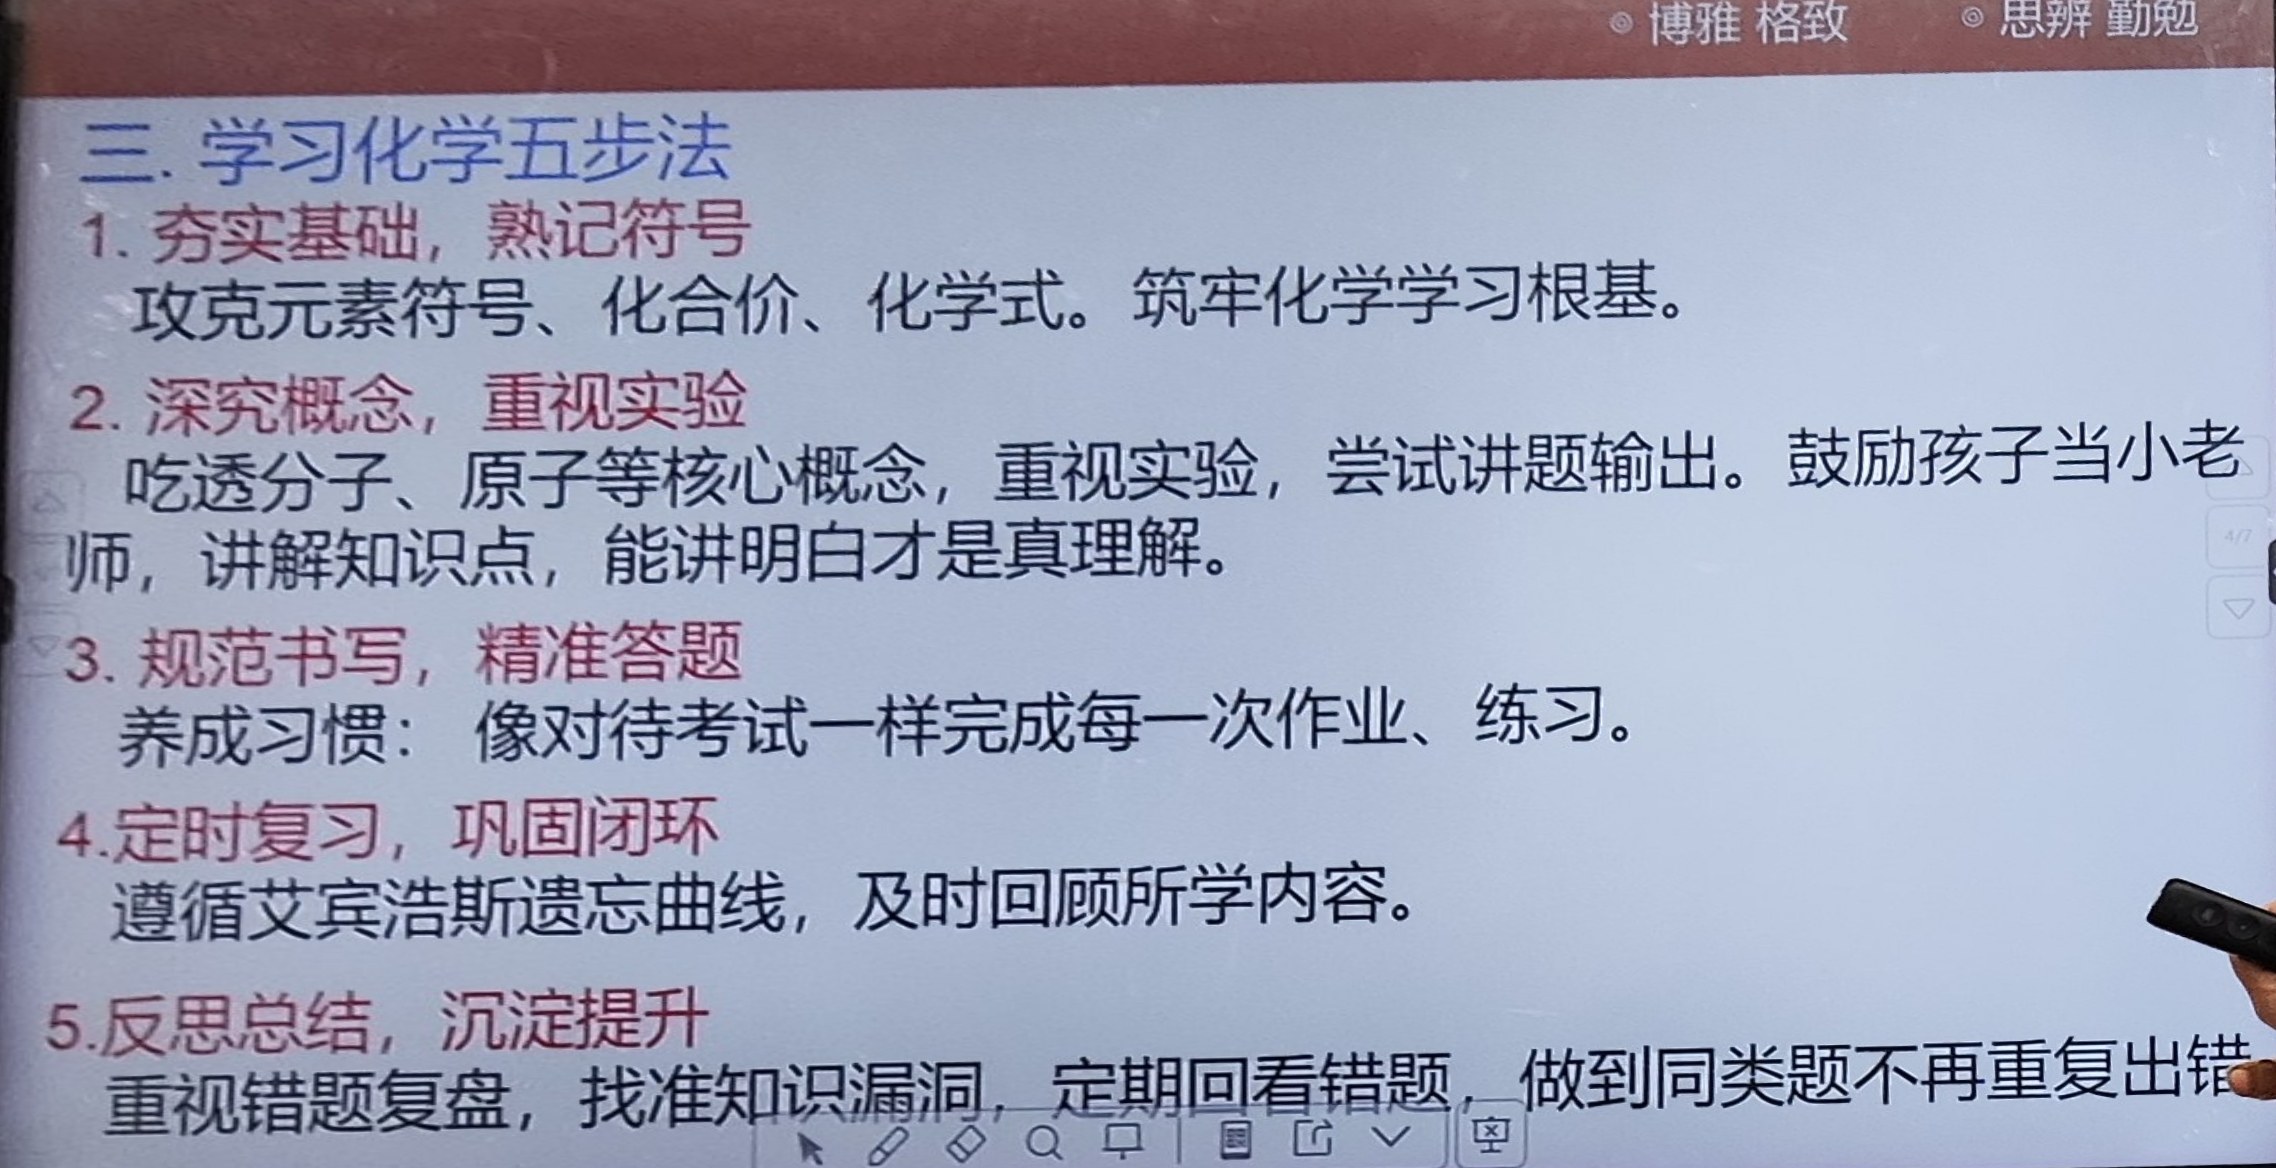 ◎ 博雅 格致 ◎ 思辨 勤勉
三. 学习化学五步法
1. 夯实基础，熟记符号
攻克元素符号、化合价、化学式。筑牢化学学习根基。
2. 深究概念，重视实验
吃透分子、原子等核心概念，重视实验，尝试讲题输出。鼓励孩子当小老
师，讲解知识点，能讲明白才是真理解。
4/7
3. 规范书写，精准答题
养成习惯： 像对待考试一样完成每一次作业、练习。
4.定时复习，巩固闭环
遵循艾宾浩斯遗忘曲线，及时回顾所学内容。
5.反思总结，沉淀提升
重视错题复盘，找准知识漏洞，定期回看错题，做到同类题不再重复出错